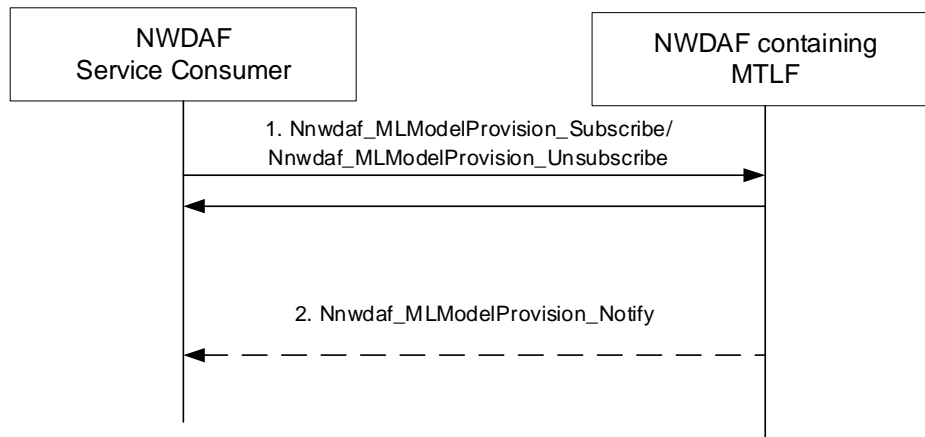 NWDAF
Service Consumer
NWDAF containing
MTLF
1. Nnwdaf_MLModelProvision_Subscribe/
Nnwdaf_MLModelProvision_Unsubscribe
2. Nnwdaf_MLModelProvision_Notify